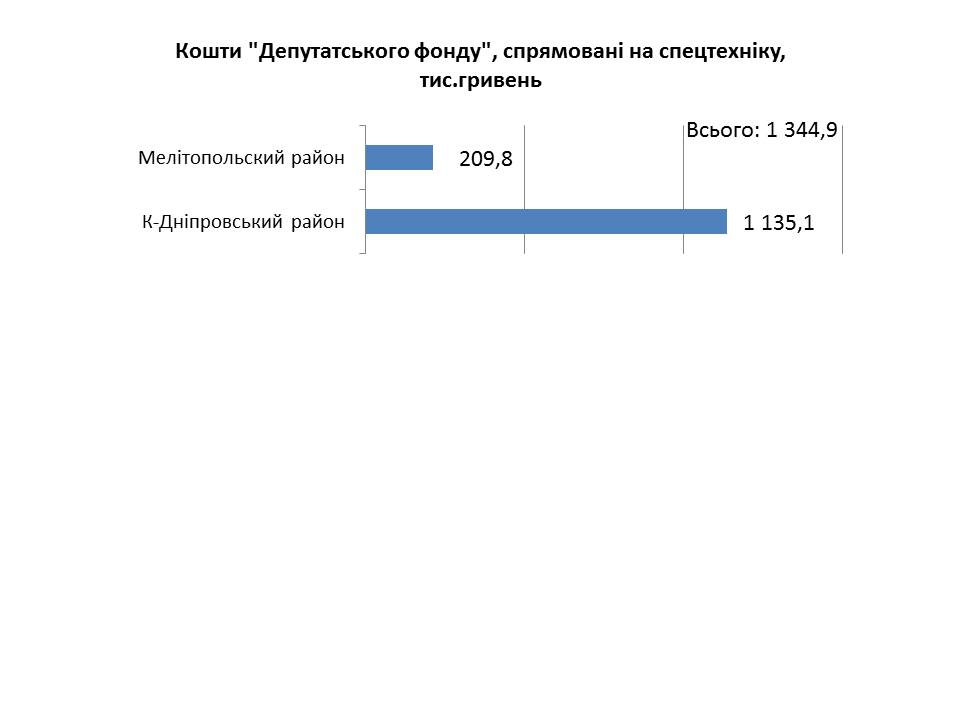 Кошти "Депутатського фонду", спрямовані на спецтехніку,
тис.гривень
Всього: 1 344,9
Мелітопольский район
209,8
К-Дніпровський район
1 135,1